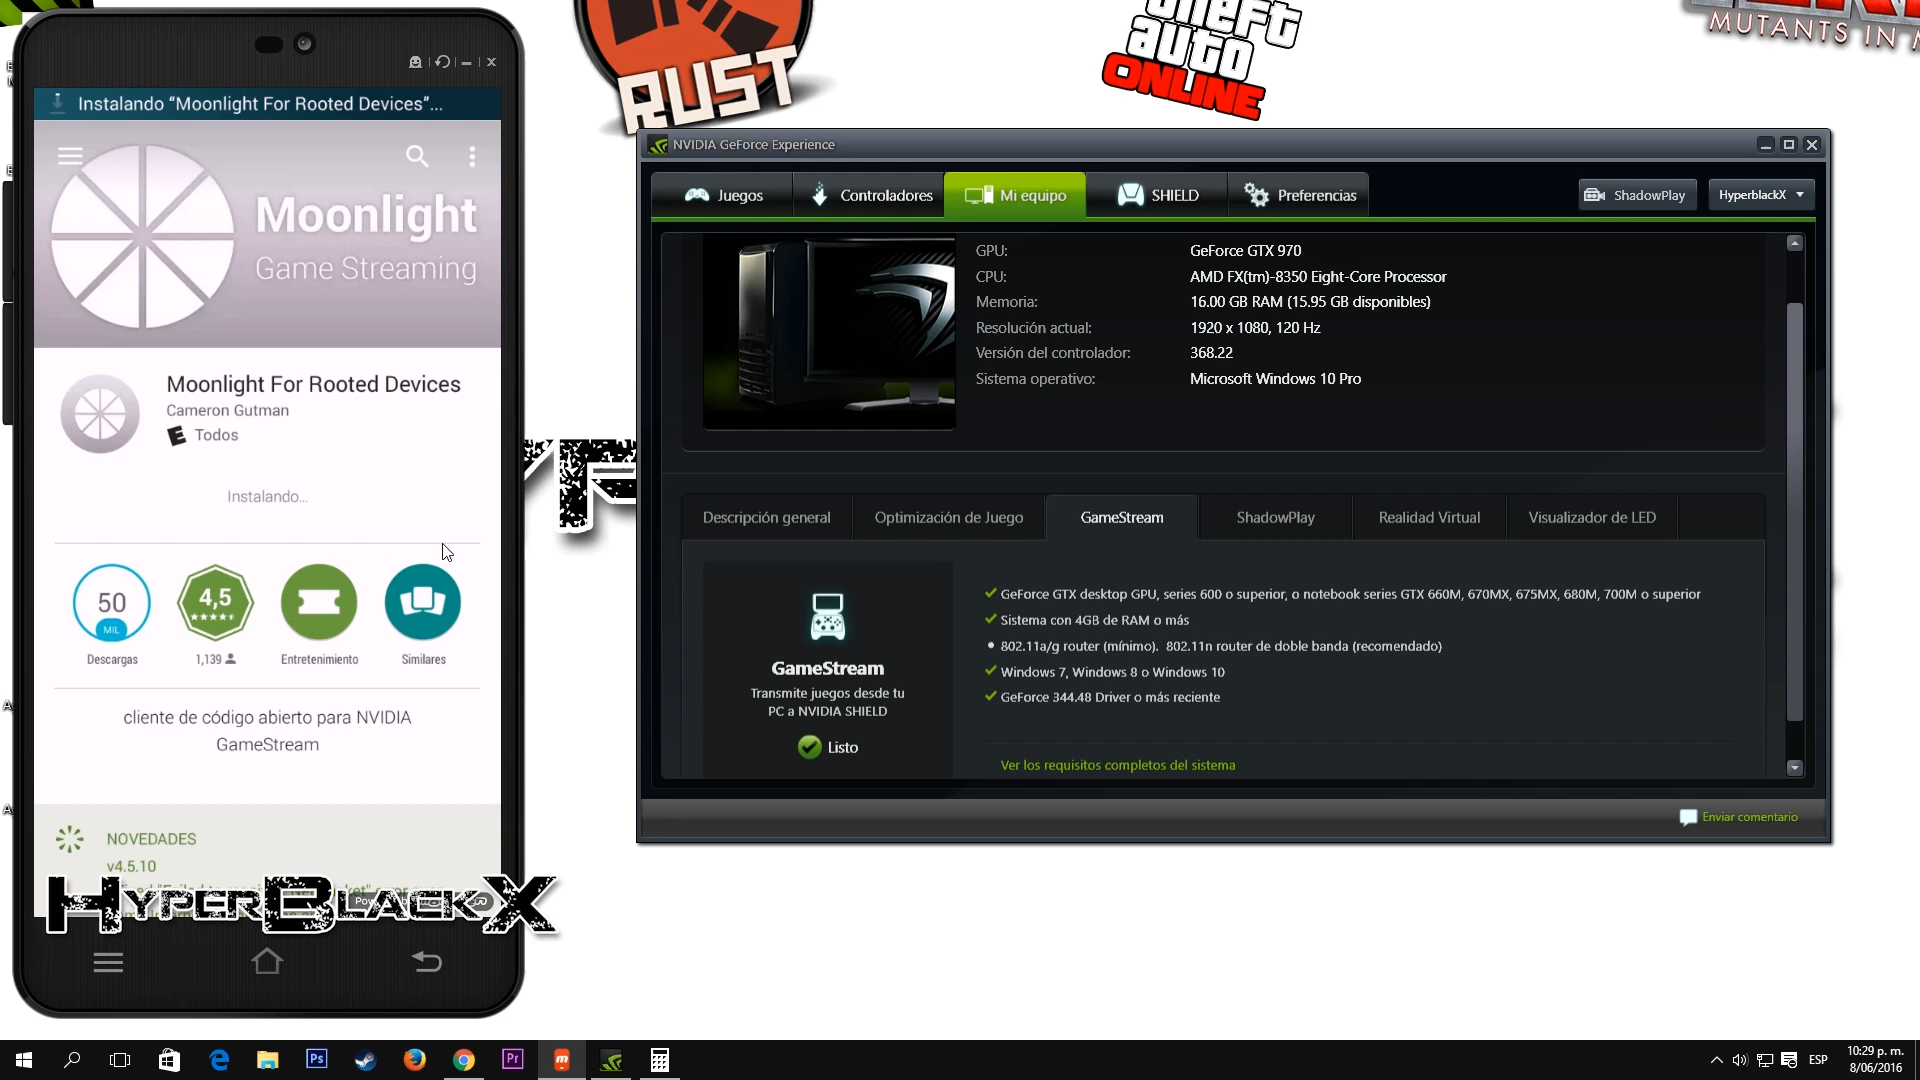 Instalando “Moonlight For Rooted Devices”...
Moonlight
Game Streaming
Moonlight For Rooted Devices
Cameron Gutman
Todos
Instalando...
50
MIL
4,5
Descargas
1,139
Entretenimiento
Similares
cliente de código abierto para NVIDIA
GameStream
NOVEDADES
v4.5.10
HYPERBLACKX
RUST
theft
auto
ONLINE
MUTANTS IN
NVIDIA GeForce Experience
Juegos
Controladores
Mi equipo
SHIELD
Preferencias
ShadowPlay
HyperblackX
GPU: GeForce GTX 970
CPU: AMD FX(tm)-8350 Eight-Core Processor
Memoria: 16.00 GB RAM (15.95 GB disponibles)
Resolución actual: 1920 x 1080, 120 Hz
Versión del controlador: 368.22
Sistema operativo: Microsoft Windows 10 Pro
Descripción general
Optimización de Juego
GameStream
ShadowPlay
Realidad Virtual
Visualizador de LED
GameStream
Transmite juegos desde tu
PC a NVIDIA SHIELD
Listo
GeForce GTX desktop GPU, series 600 o superior, o notebook series GTX 660M, 670MX, 675MX, 680M, 700M o superior
Sistema con 4GB de RAM o más
802.11a/g router (mínimo). 802.11n router de doble banda (recomendado)
Windows 7, Windows 8 o Windows 10
GeForce 344.48 Driver o más reciente
Ver los requisitos completos del sistema
Enviar comentario
Ps
Pr
ESP
10:29 p. m.
8/06/2016